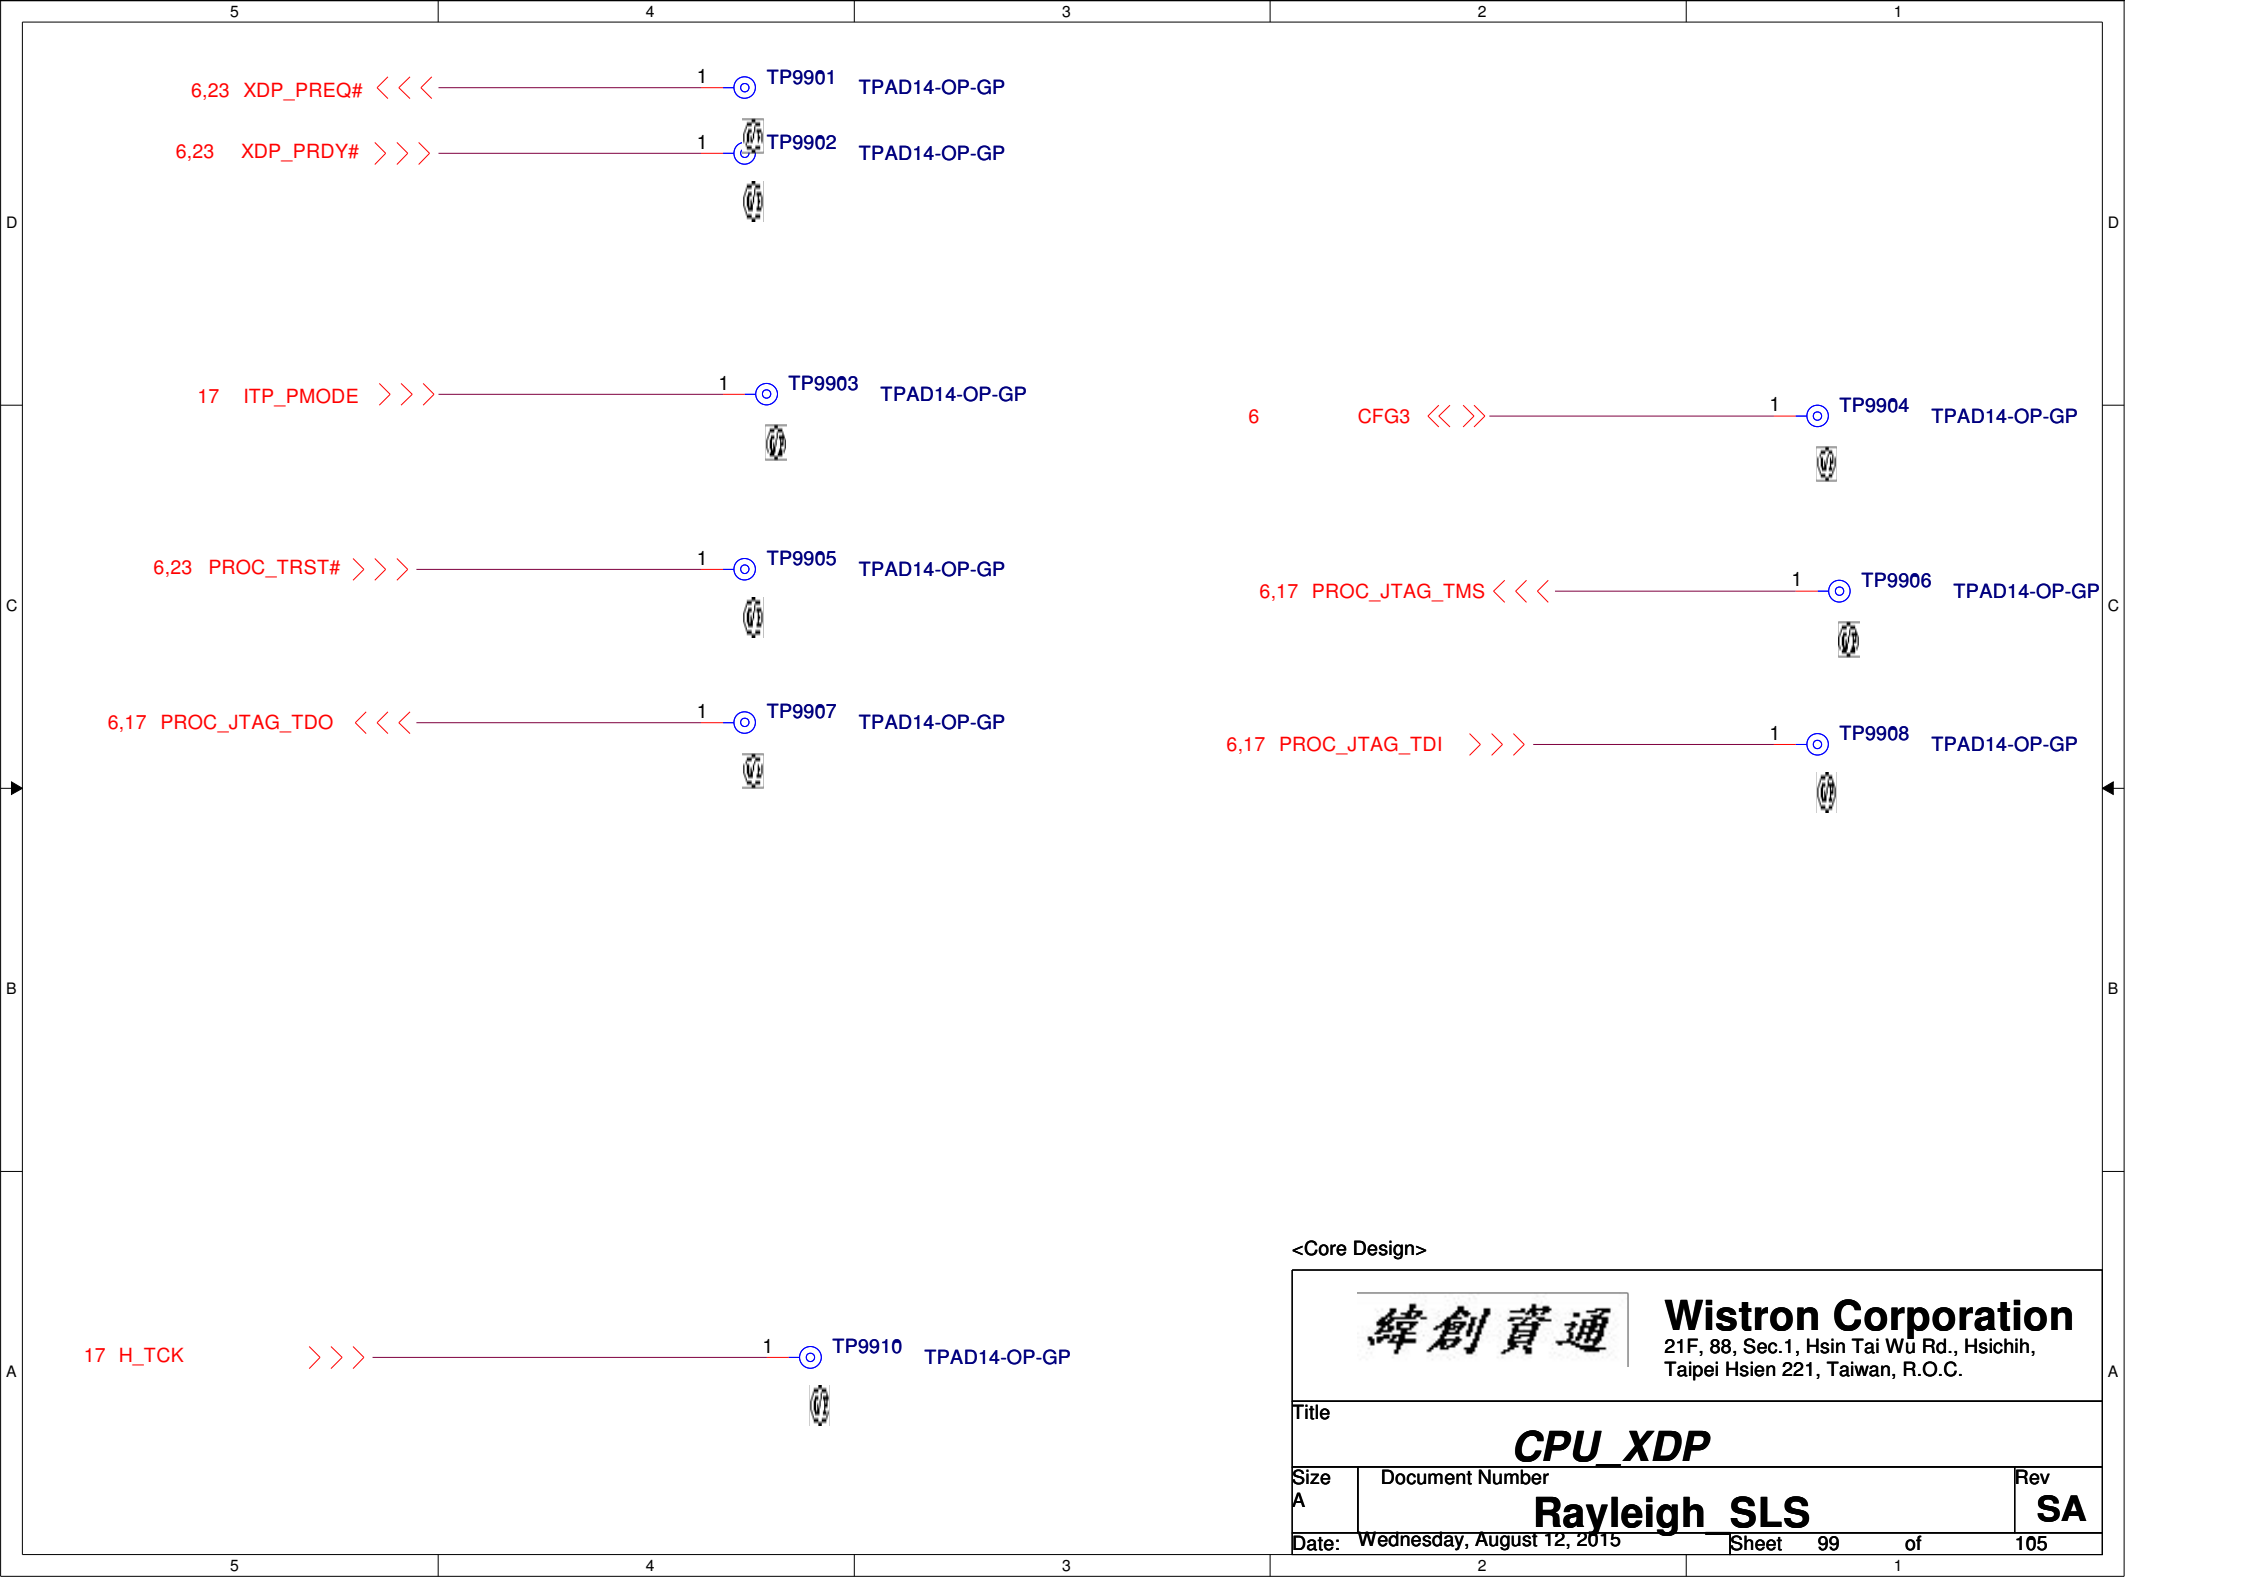 5 4 3 2 1
6,23 XDP_PREQ# 1 TP9901 TPAD14-OP-GP
6,23 XDP_PRDY# 1 TP9902 TPAD14-OP-GP
D D
17 ITP_PMODE 1 TP9903 TPAD14-OP-GP
6 CFG3 1 TP9904 TPAD14-OP-GP
6,23 PROC_TRST# 1 TP9905 TPAD14-OP-GP
6,17 PROC_JTAG_TMS 1 TP9906 TPAD14-OP-GP
C C
6,17 PROC_JTAG_TDO 1 TP9907 TPAD14-OP-GP
6,17 PROC_JTAG_TDI 1 TP9908 TPAD14-OP-GP
B B
17 H_TCK 1 TP9910 TPAD14-OP-GP
A A
<Core Design>
緯創資通
Wistron Corporation
21F, 88, Sec.1, Hsin Tai Wu Rd., Hsichih,
Taipei Hsien 221, Taiwan, R.O.C.
Title
CPU_XDP
Size Document Number Rev
A
Rayleigh_SLS SA
Date: Wednesday, August 12, 2015 Sheet 99 of 105
5 4 3 2 1